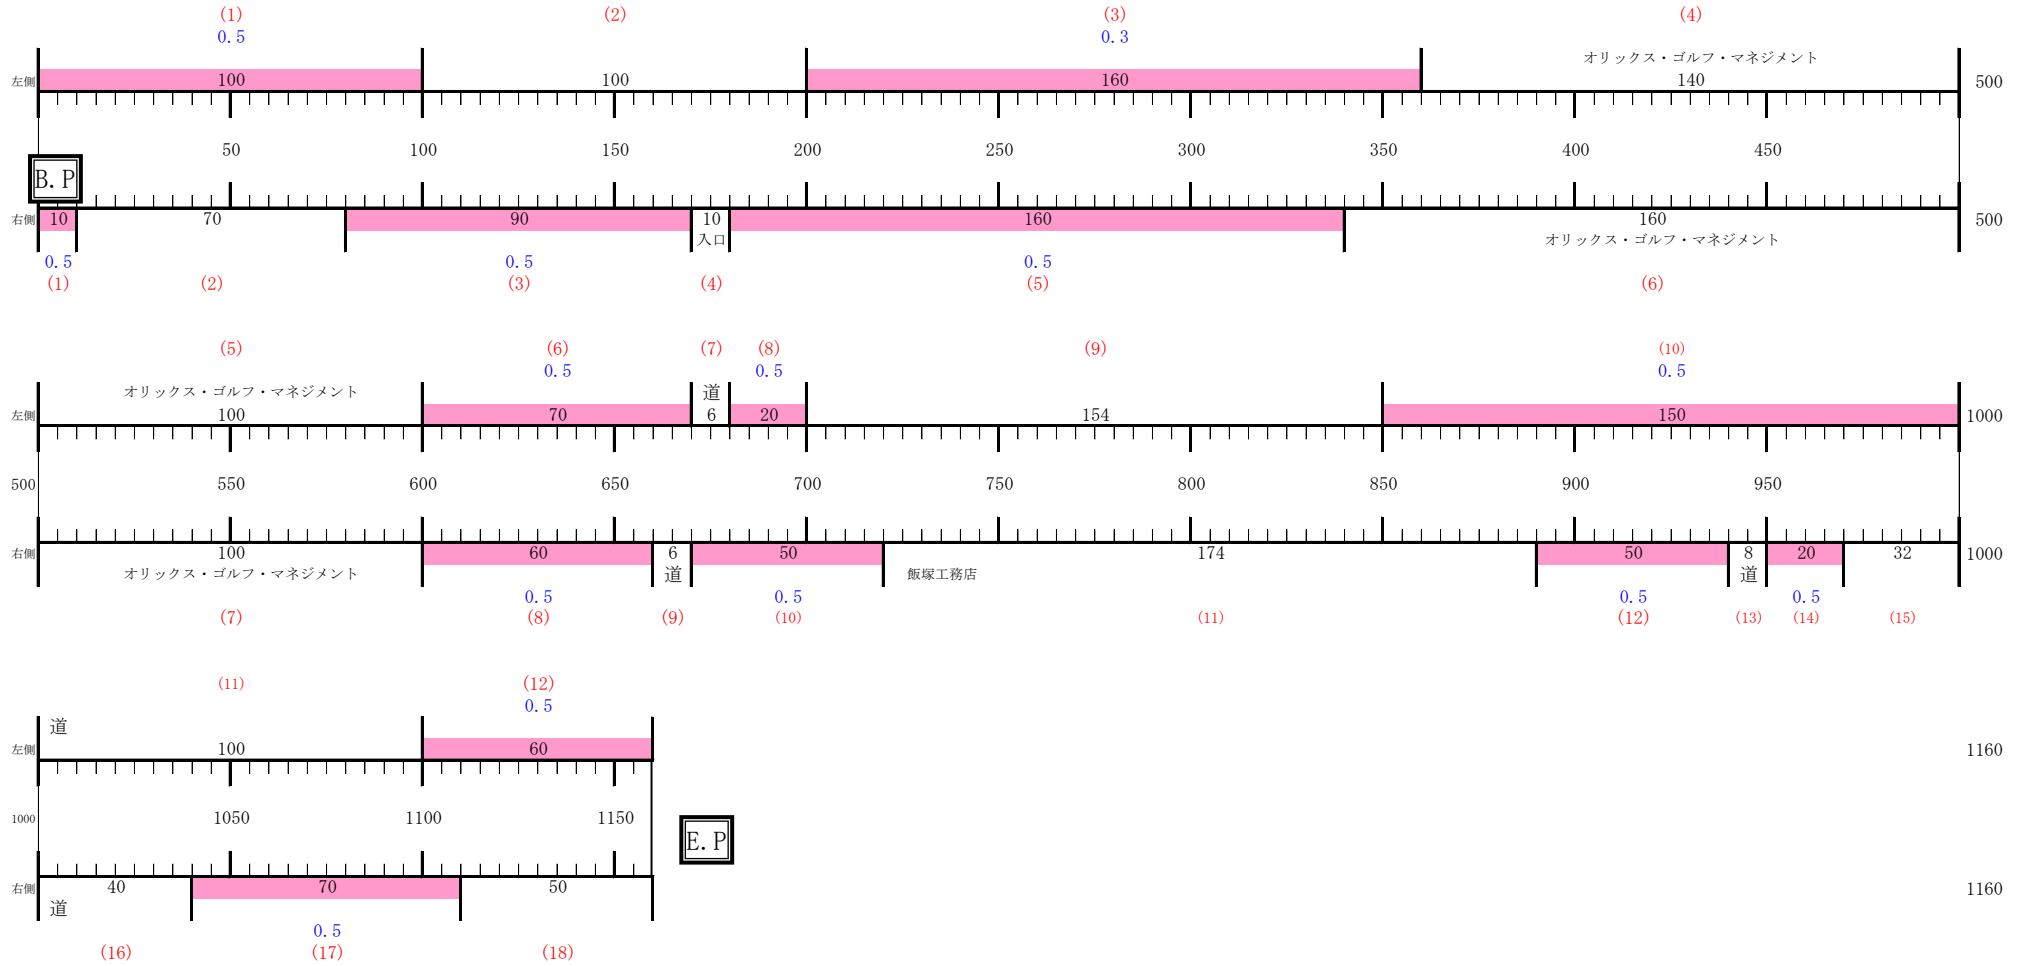 (1) (2) (3) (4)
0.5 0.3
オリックス・ゴルフ・マネジメント
左側 100 100 160 140 500
50 100 150 200 250 300 350 400 450
B.P
右側 10 70 90 10 160 160 500
入口 オリックス・ゴルフ・マネジメント
0.5 0.5 0.5
(1) (2) (3) (4) (5) (6)
(5) (6) (7) (8) (9) (10)
0.5 0.5 0.5
オリックス・ゴルフ・マネジメント 道
左側 100 70 6 20 154 150 1000
500 550 600 650 700 750 800 850 900 950
右側 100 60 6 50 174 50 8 20 32 1000
オリックス・ゴルフ・マネジメント 道 飯塚工務店 道
0.5 0.5 0.5 0.5
(7) (8) (9) (10) (11) (12) (13) (14) (15)
(11) (12)
0.5
道
左側 100 60 1160
1000 1050 1100 1150
E.P
右側 40 70 50 1160
道
0.5
(16) (17) (18)